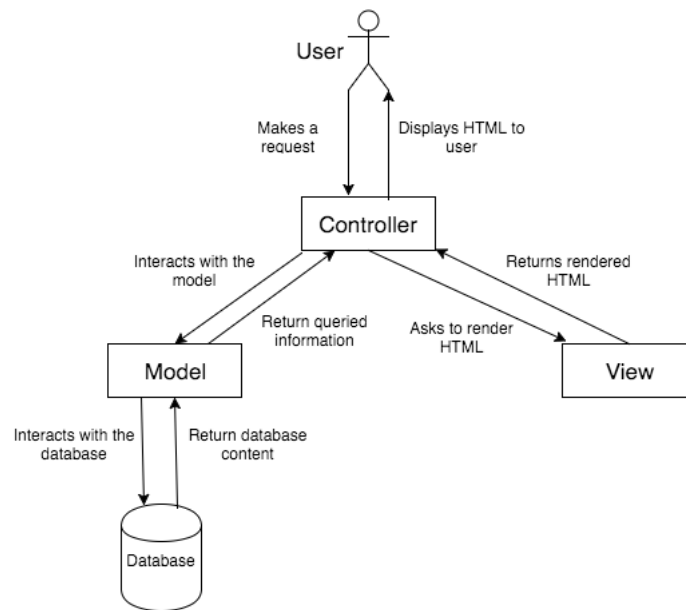 User
Makes a
request
Displays HTML to
user
Controller
Interacts with the
model
Returns rendered
HTML
Return queried
information
Asks to render
HTML
Model
View
Interacts with the
database
Return database
content
Database